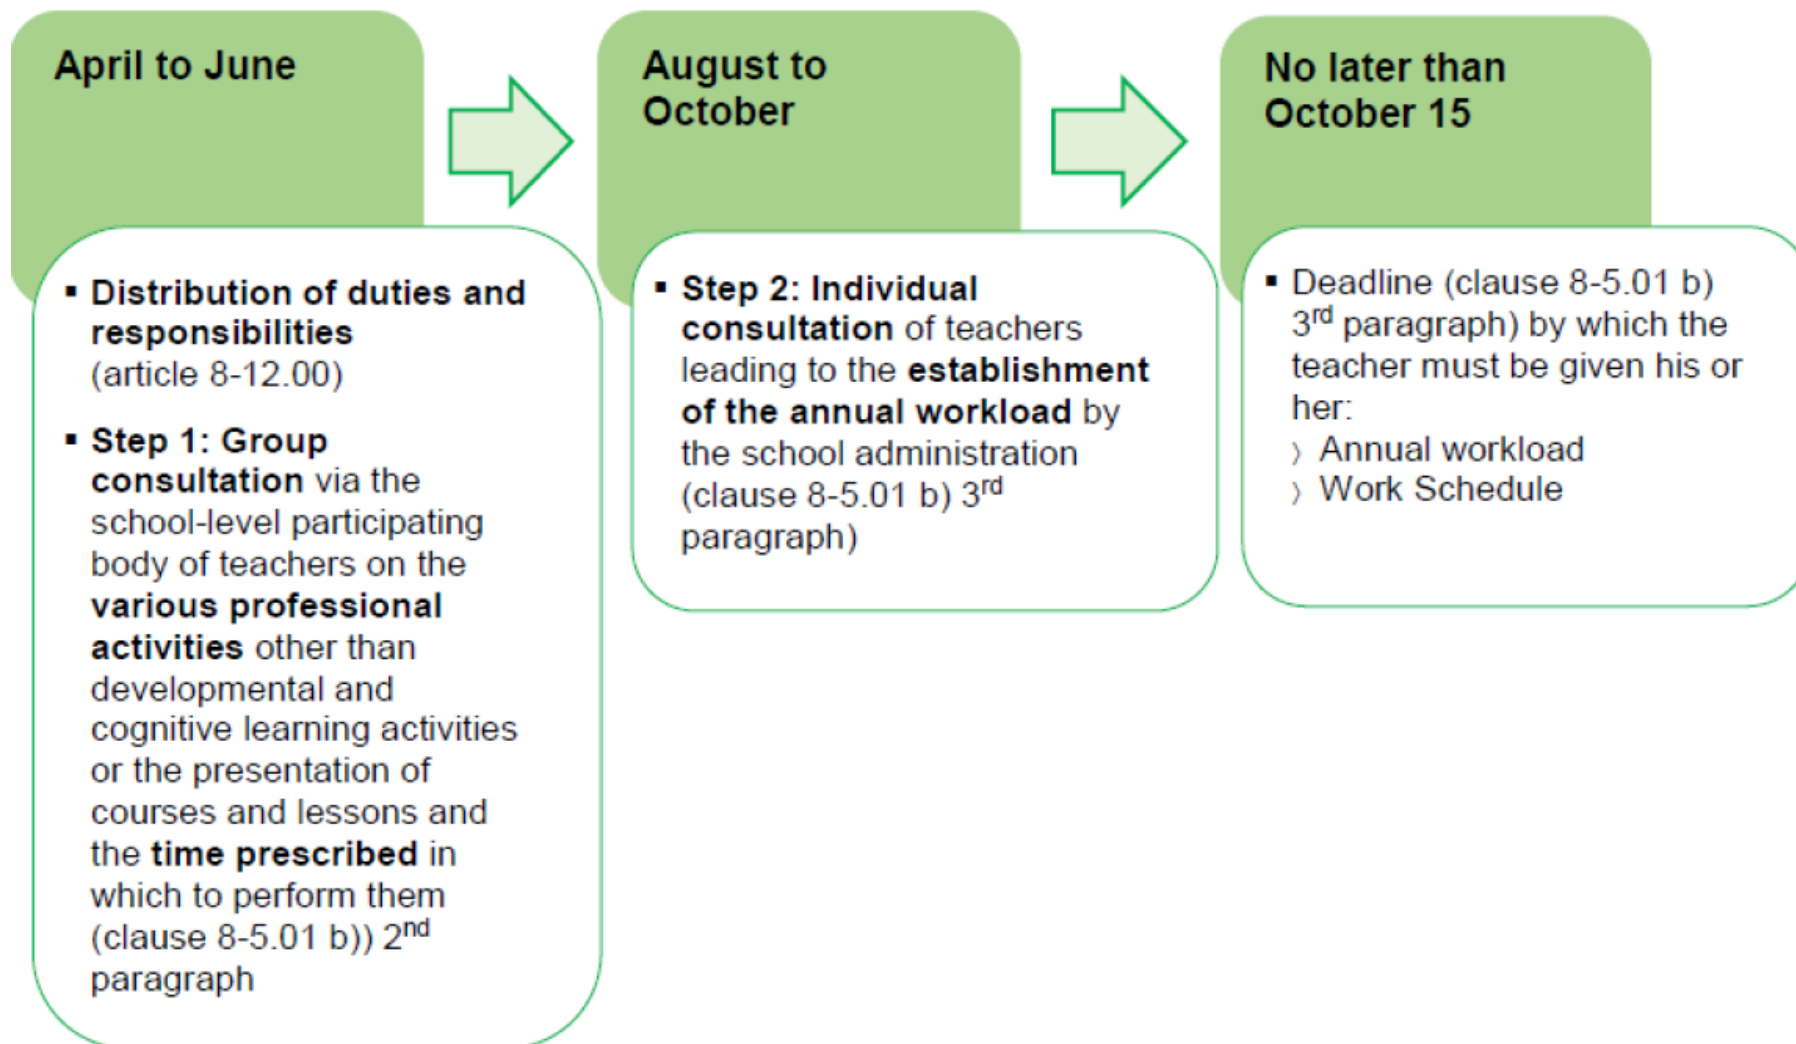 April to June
▪ Distribution of duties and
responsibilities
(article 8-12.00)
▪ Step 1: Group
consultation via the
school-level participating
body of teachers on the
various professional
activities other than
developmental and
cognitive learning activities
or the presentation of
courses and lessons and
the time prescribed in
which to perform them
(clause 8-5.01 b)) 2nd
paragraph
August to
October
▪ Step 2: Individual
consultation of teachers
leading to the establishment
of the annual workload by
the school administration
(clause 8-5.01 b) 3rd
paragraph)
No later than
October 15
▪ Deadline (clause 8-5.01 b)
3rd paragraph) by which the
teacher must be given his or
her:
⟩ Annual workload
⟩ Work Schedule